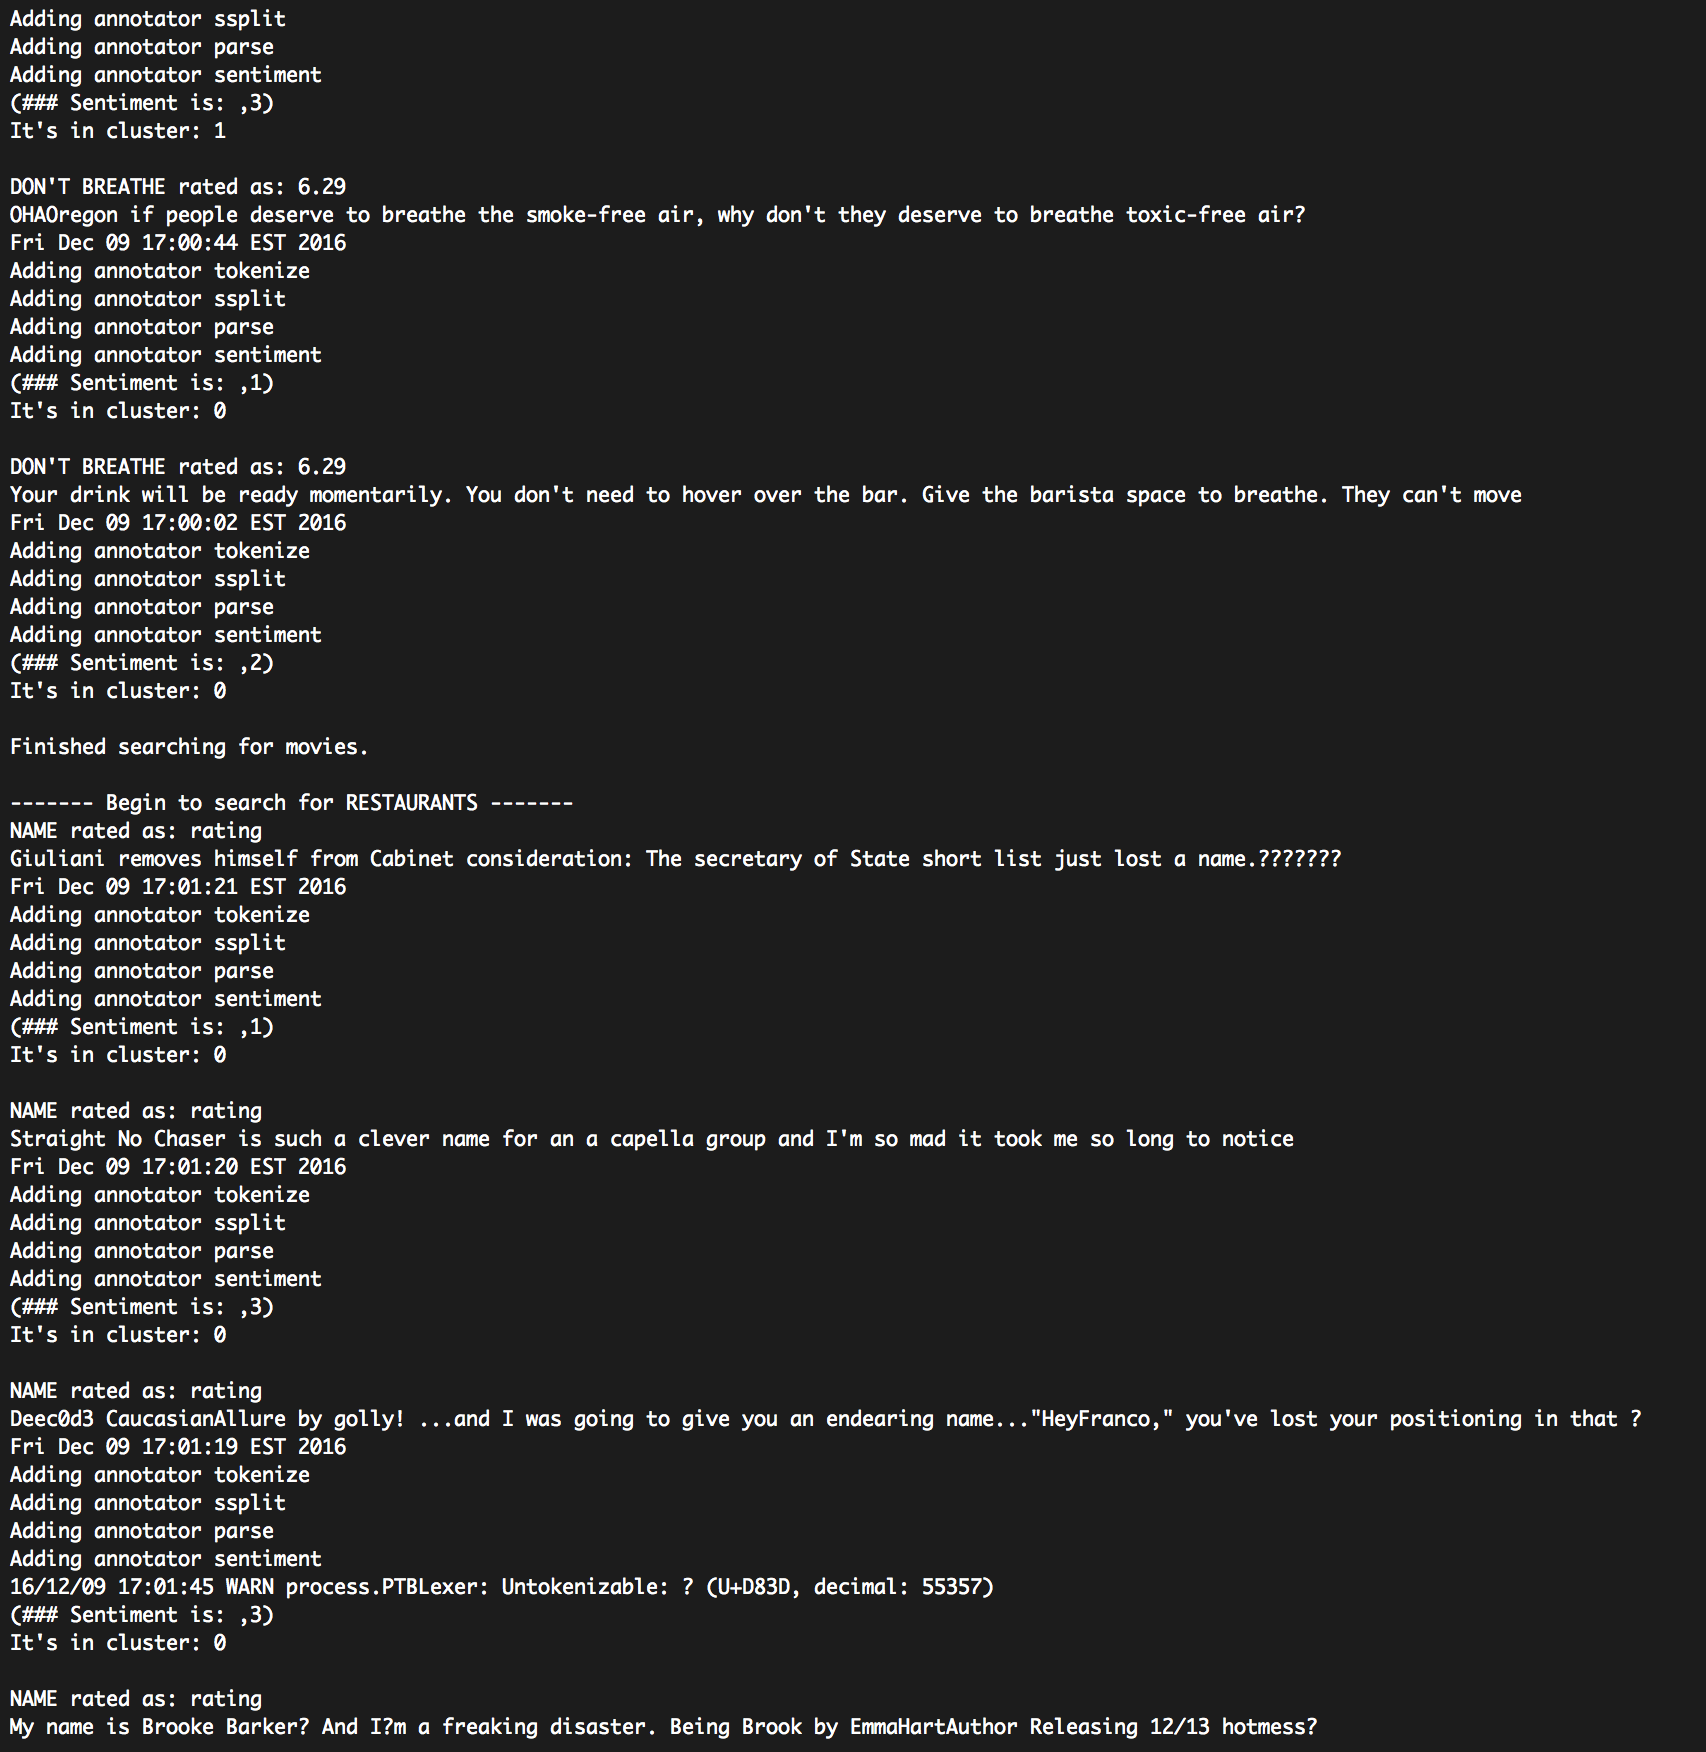 Adding annotator ssplit
Adding annotator parse
Adding annotator sentiment
(### Sentiment is: ,3)
It's in cluster: 1
DON'T BREATHE rated as: 6.29
OHAOregon if people deserve to breathe the smoke-free air, why don't they deserve to breathe toxic-free air?
Fri Dec 09 17:00:44 EST 2016
Adding annotator tokenize
Adding annotator ssplit
Adding annotator parse
Adding annotator sentiment
(### Sentiment is: ,1)
It's in cluster: 0
DON'T BREATHE rated as: 6.29
Your drink will be ready momentarily. You don't need to hover over the bar. Give the barista space to breathe. They can't move
Fri Dec 09 17:00:02 EST 2016
Adding annotator tokenize
Adding annotator ssplit
Adding annotator parse
Adding annotator sentiment
(### Sentiment is: ,2)
It's in cluster: 0
Finished searching for movies.
------- Begin to search for RESTAURANTS -------
NAME rated as: rating
Giuliani removes himself from Cabinet consideration: The secretary of State short list just lost a name.???????
Fri Dec 09 17:01:21 EST 2016
Adding annotator tokenize
Adding annotator ssplit
Adding annotator parse
Adding annotator sentiment
(### Sentiment is: ,1)
It's in cluster: 0
NAME rated as: rating
Straight No Chaser is such a clever name for an a capella group and I'm so mad it took me so long to notice
Fri Dec 09 17:01:20 EST 2016
Adding annotator tokenize
Adding annotator ssplit
Adding annotator parse
Adding annotator sentiment
(### Sentiment is: ,3)
It's in cluster: 0
NAME rated as: rating
Deec0d3 CaucasianAllure by golly! ...and I was going to give you an endearing name..."HeyFranco," you've lost your positioning in that ?
Fri Dec 09 17:01:19 EST 2016
Adding annotator tokenize
Adding annotator ssplit
Adding annotator parse
Adding annotator sentiment
16/12/09 17:01:45 WARN process.PTBLexer: Untokenizable: ? (U+D83D, decimal: 55357)
(### Sentiment is: ,3)
It's in cluster: 0
NAME rated as: rating
My name is Brooke Barker? And I?m a freaking disaster. Being Brook by EmmaHartAuthor Releasing 12/13 hotmess?